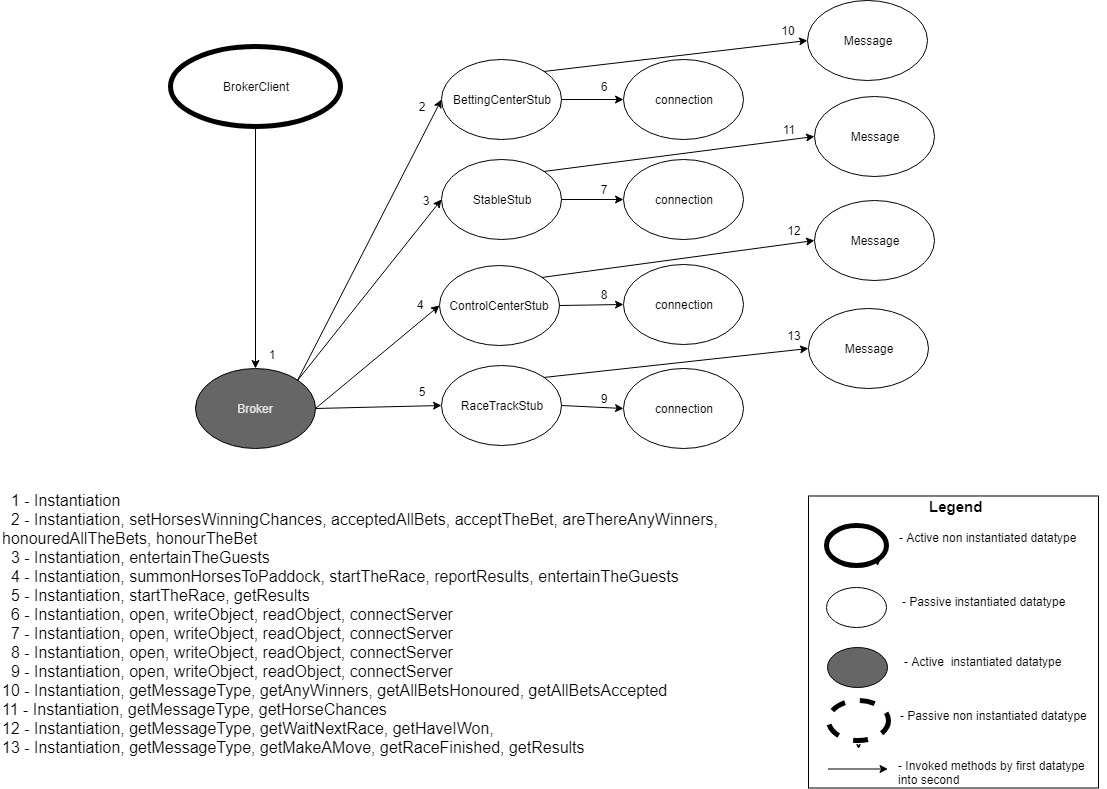 10
Message
BrokerClient
6
BettingCenterStub
connection
2
11
Message
7
StableStub
connection
3
12
Message
8
ControlCenterStub
connection
4
13
Message
1
5
9
Broker
RaceTrackStub
connection
1 - Instantiation
2 - Instantiation, setHorsesWinningChances, acceptedAllBets, acceptTheBet, areThereAnyWinners,
honouredAllTheBets, honourTheBet
3 - Instantiation, entertainTheGuests
4 - Instantiation, summonHorsesToPaddock, startTheRace, reportResults, entertainTheGuests
5 - Instantiation, startTheRace, getResults
6 - Instantiation, open, writeObject, readObject, connectServer
7 - Instantiation, open, writeObject, readObject, connectServer
8 - Instantiation, open, writeObject, readObject, connectServer
9 - Instantiation, open, writeObject, readObject, connectServer
10 - Instantiation, getMessageType, getAnyWinners, getAllBetsHonoured, getAllBetsAccepted
11 - Instantiation, getMessageType, getHorseChances
12 - Instantiation, getMessageType, getWaitNextRace, getHaveIWon,
13 - Instantiation, getMessageType, getMakeAMove, getRaceFinished, getResults
Legend
- Active non instantiated datatype
- Passive instantiated datatype
- Active instantiated datatype
- Passive non instantiated datatype
- Invoked methods by first datatype
into second